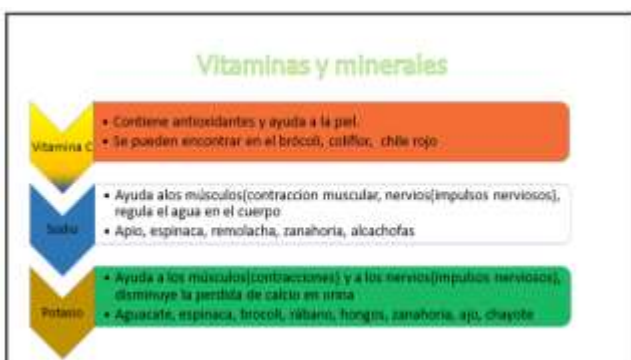 Vitaminas y minerales
Vitamina C
• Contiene antioxidantes y ayuda a la piel.
• Se pueden encontrar en el brócoli, coliflor, chile rojo
Sodio
• Ayuda alos músculos(contraccion muscular, nervios(impulsos nerviosos),
regula el agua en el cuerpo
• Apio, espinaca, remolacha, zanahoria, alcachofas
Potasio
• Ayuda a los músculos(contracciones) y a los nervios(impulsos nerviosos),
disminuye la perdida de calcio en orina
• Aguacate, espinaca, brocoli, rábano, hongos, zanahoria, ajo, chayote